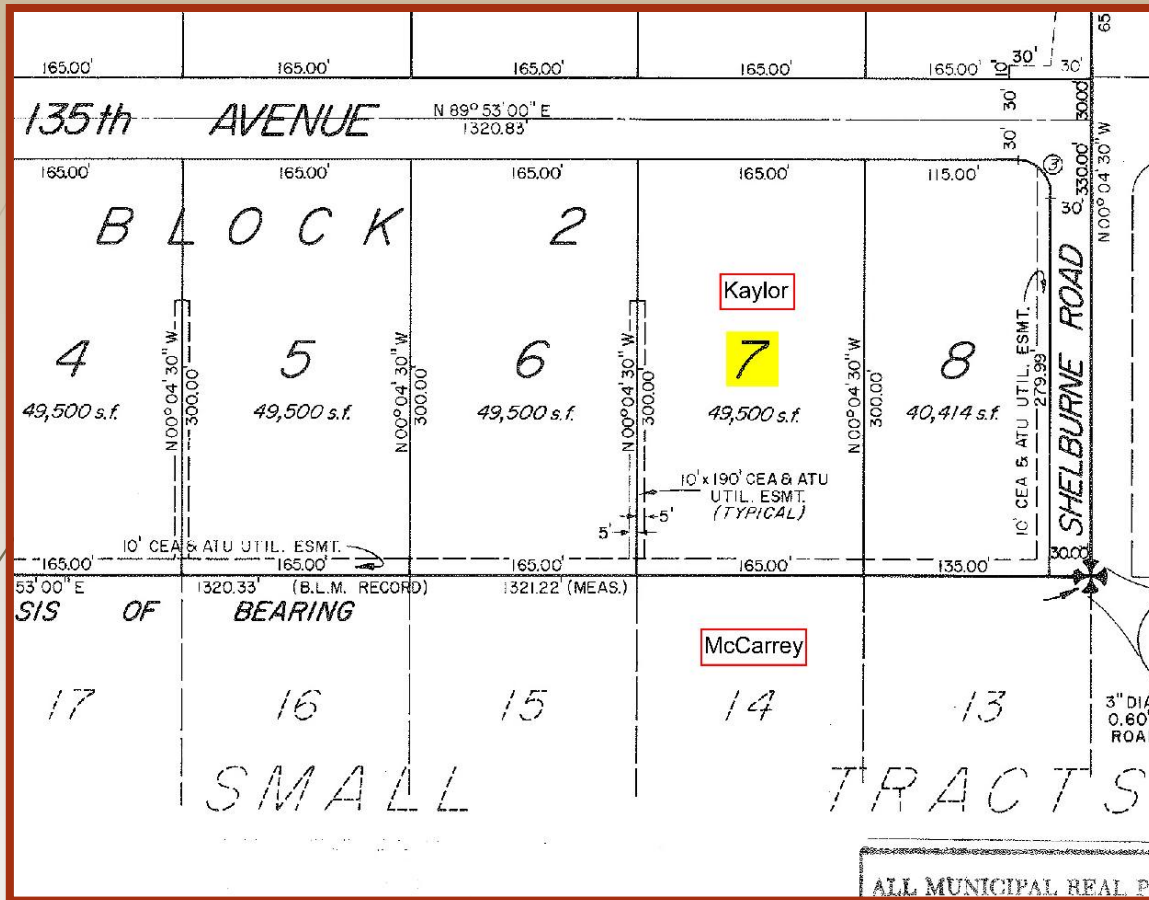 65
165.00' 165.00' 165.00' 165.00' 165.00' 10' 30' 30'
135th AVENUE N 89° 53' 00" E
1320.83'
30' 30.00
30'
165.00' 165.00' 165.00' 165.00' 115.00' 3
330.00'
N 00° 04' 30" W
30'
BLOCK 2
Kaylor
4 5 6 7 8
49,500 s.f. 49,500 s.f. 49,500 s.f. 49,500 s.f. 40,414 s.f.
N 00° 04' 30" W
300.00
N 00° 04' 30" W
300.00
N 00° 04' 30" W
300.00
N 00° 04' 30" W
300.00'
10' CEA & ATU UTIL. ESMT.
279.99'
SHELBURNE ROAD
10' x 190' CEA & ATU
UTIL. ESMT.
(TYPICAL)
5' 5'
10' CEA & ATU UTIL. ESMT.
165.00' 165.00' 165.00' 165.00' 135.00' 30.00
53' 00" E 1320.33' (B.L.M. RECORD) 1321.22' (MEAS.)
SIS OF BEARING
McCarrey
17 16 15 14 13
3" DIA
0.60'
ROA
SMALL TRACTS
ALL MUNICIPAL REAL P